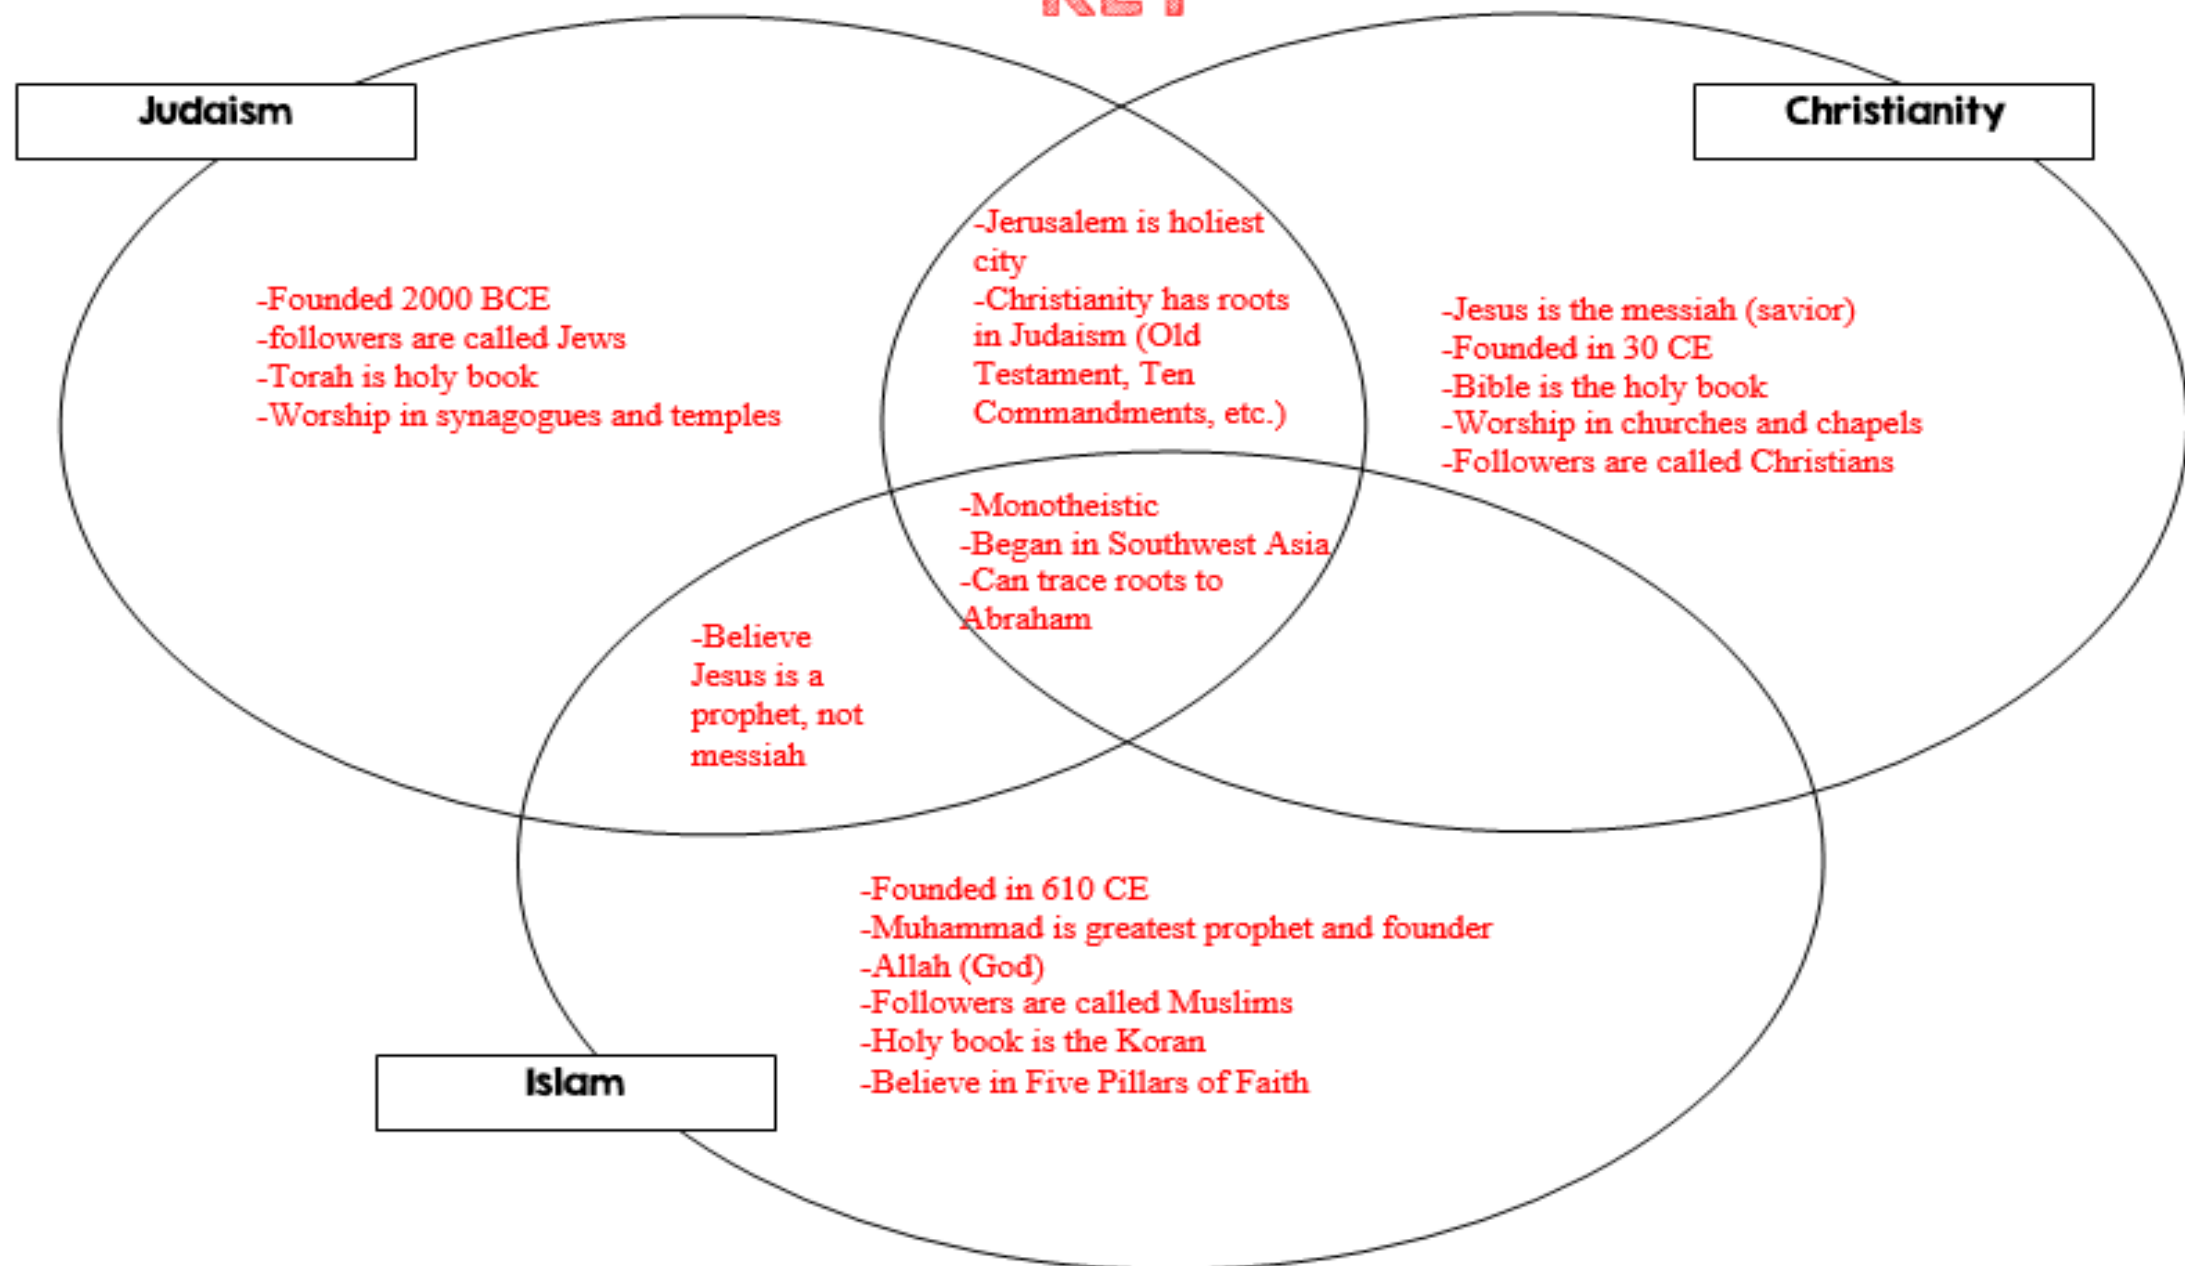 KEY
Judaism
Christianity
-Founded 2000 BCE
-followers are called Jews
-Torah is holy book
-Worship in synagogues and temples
-Jerusalem is holiest
city
-Christianity has roots
in Judaism (Old
Testament, Ten
Commandments, etc.)
-Jesus is the messiah (savior)
-Founded in 30 CE
-Bible is the holy book
-Worship in churches and chapels
-Followers are called Christians
-Monotheistic
-Began in Southwest Asia
-Can trace roots to
Abraham
-Believe
Jesus is a
prophet, not
messiah
-Founded in 610 CE
-Muhammad is greatest prophet and founder
-Allah (God)
-Followers are called Muslims
-Holy book is the Koran
-Believe in Five Pillars of Faith
Islam